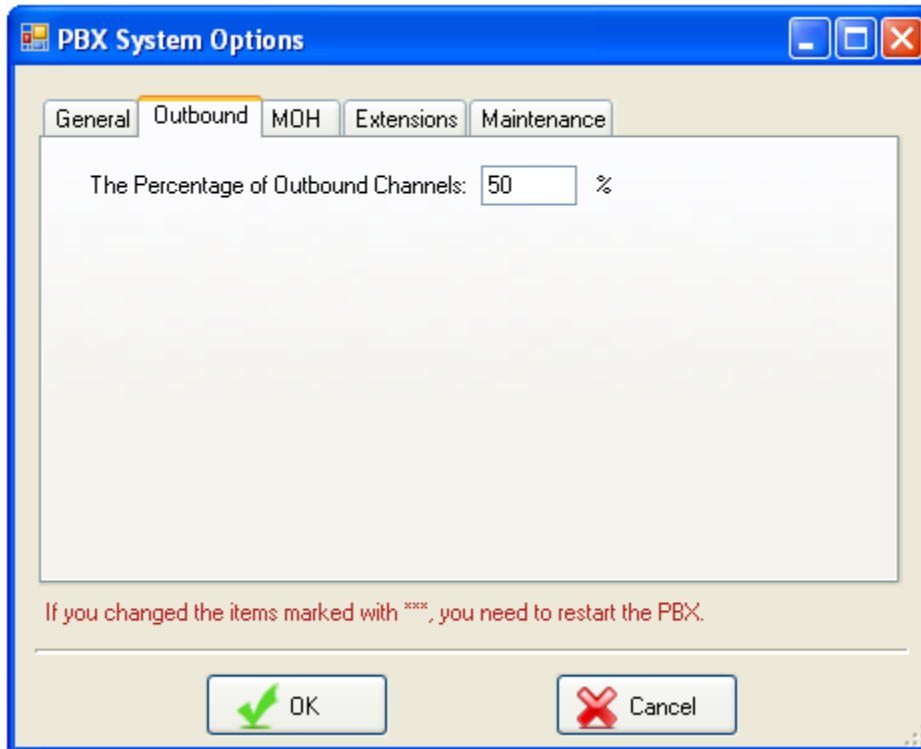 PBX System Options
General Outbound MOH Extensions Maintenance
The Percentage of Outbound Channels: 50 %
If you changed the items marked with ***, you need to restart the PBX.
OK Cancel